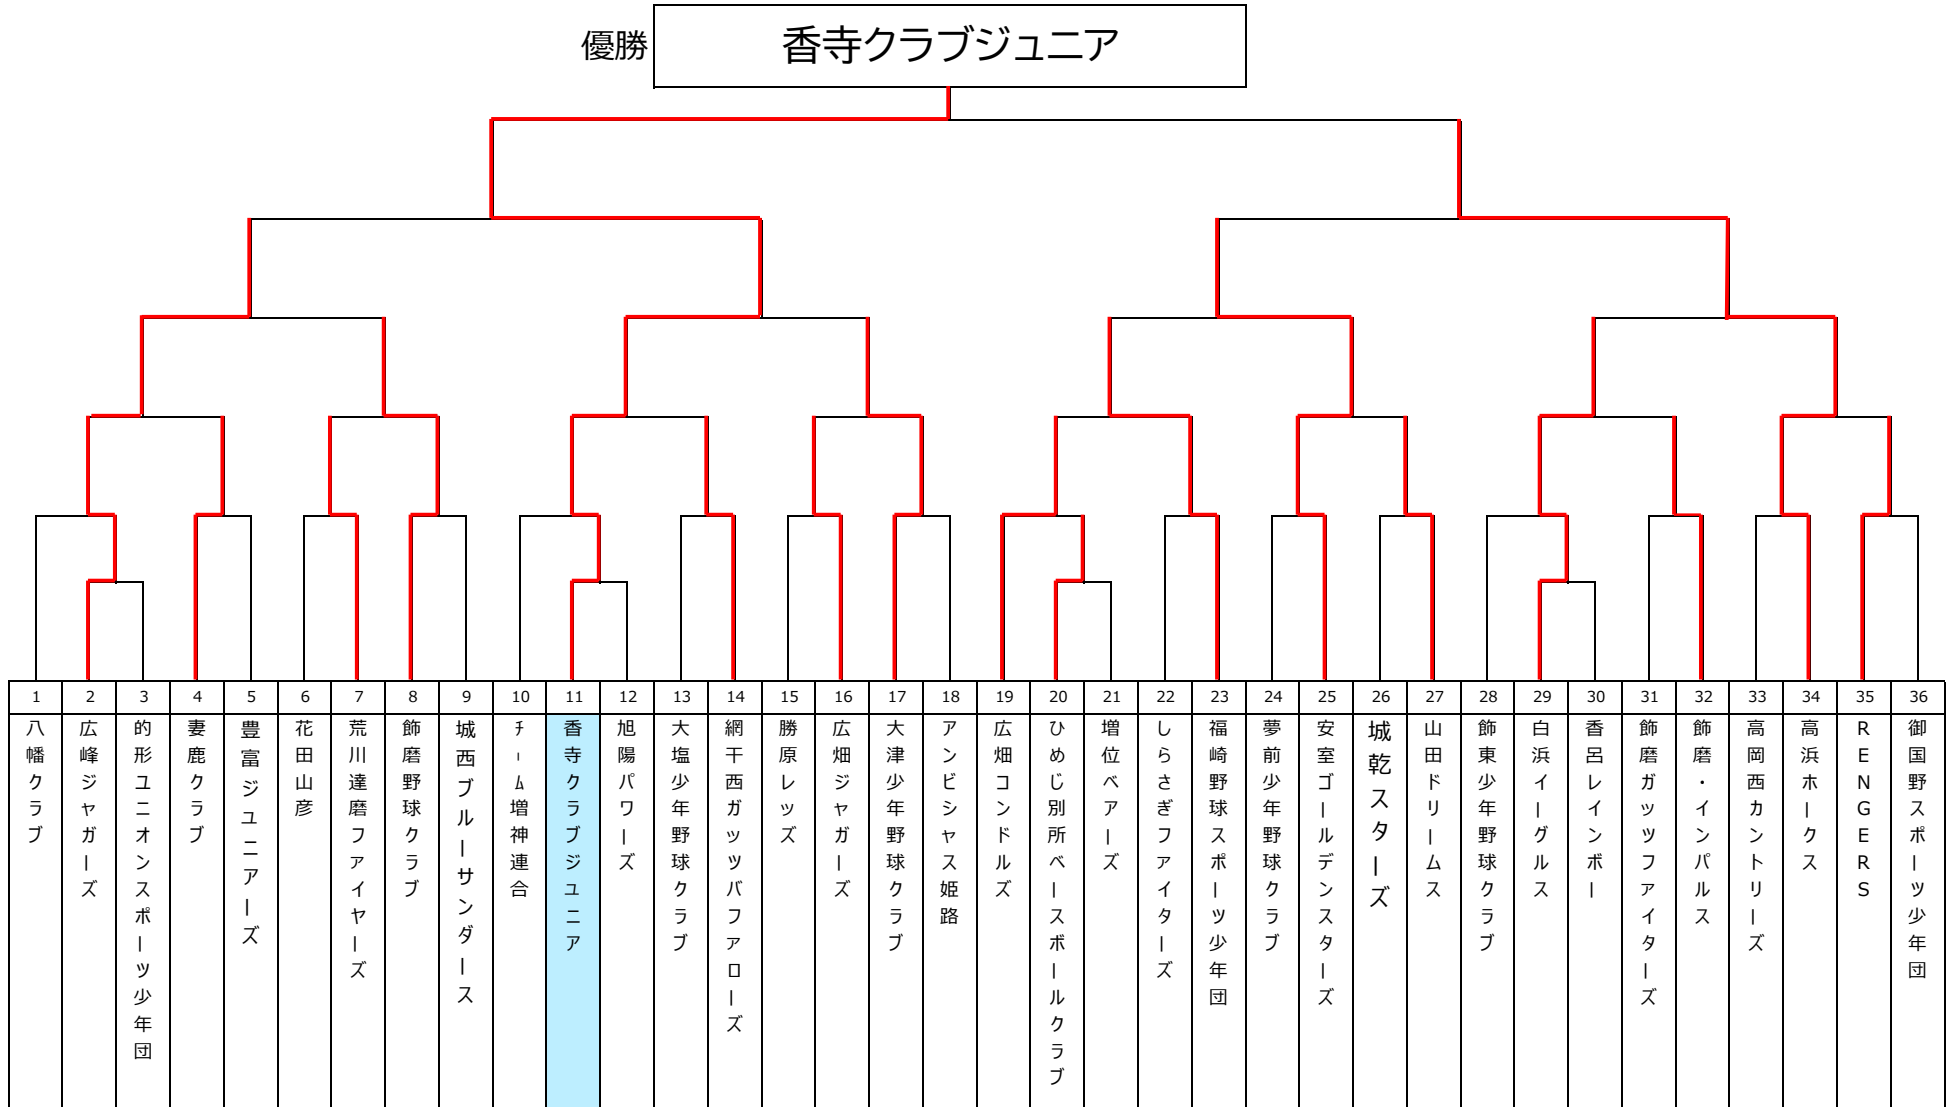 優勝
香寺クラブジュニア
1 2 3 4 5 6 7 8 9 10 11 12 13 14 15 16 17 18 19 20 21 22 23 24 25 26 27 28 29 30 31 32 33 34 35 36
八幡クラブ
広峰ジャガーズ
的形ユニオンスポーツ少年団
妻鹿クラブ
豊富ジュニアーズ
花田山彦
荒川達磨ファイヤーズ
飾磨野球クラブ
城西ブルーサンダース
チーム増神連合
香寺クラブジュニア
旭陽パワーズ
大塩少年野球クラブ
網干西ガッツバファローズ
勝原レッズ
広畑ジャガーズ
大津少年野球クラブ
アンビシャス姫路
広畑コンドルズ
ひめじ別所ベースボールクラブ
増位ベアーズ
しらさぎファイターズ
福崎野球スポーツ少年団
夢前少年野球クラブ
安室ゴールデンスターズ
城乾スターズ
山田ドリームス
飾東少年野球クラブ
白浜イーグルス
香呂レインボー
飾磨ガッツファイターズ
飾磨・インパルス
高岡西カントリーズ
高浜ホークス
RENGERS
御国野スポーツ少年団